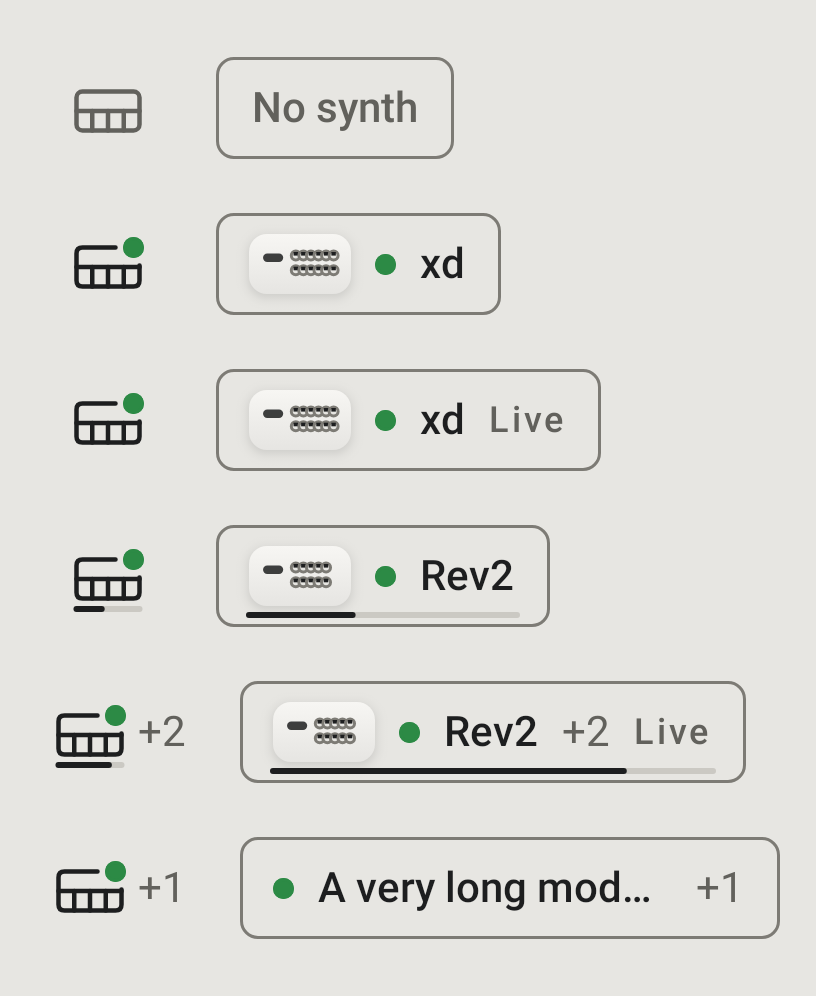 No synth
xd
xd Live
Rev2
+2 Rev2 +2 Live
+1 A very long mod... +1